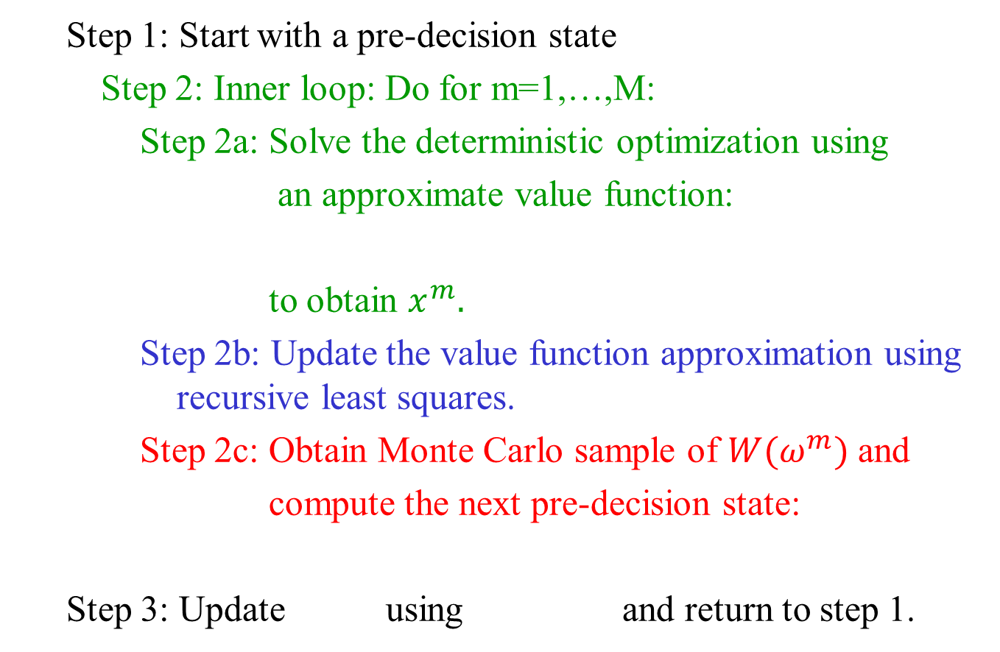 Step 1: Start with a pre-decision state
Step 2: Inner loop: Do for m=1,…,M:
Step 2a: Solve the deterministic optimization using
an approximate value function:
to obtain $x^m$.
Step 2b: Update the value function approximation using
recursive least squares.
Step 2c: Obtain Monte Carlo sample of $W(\omega^m)$ and
compute the next pre-decision state:
Step 3: Update using and return to step 1.